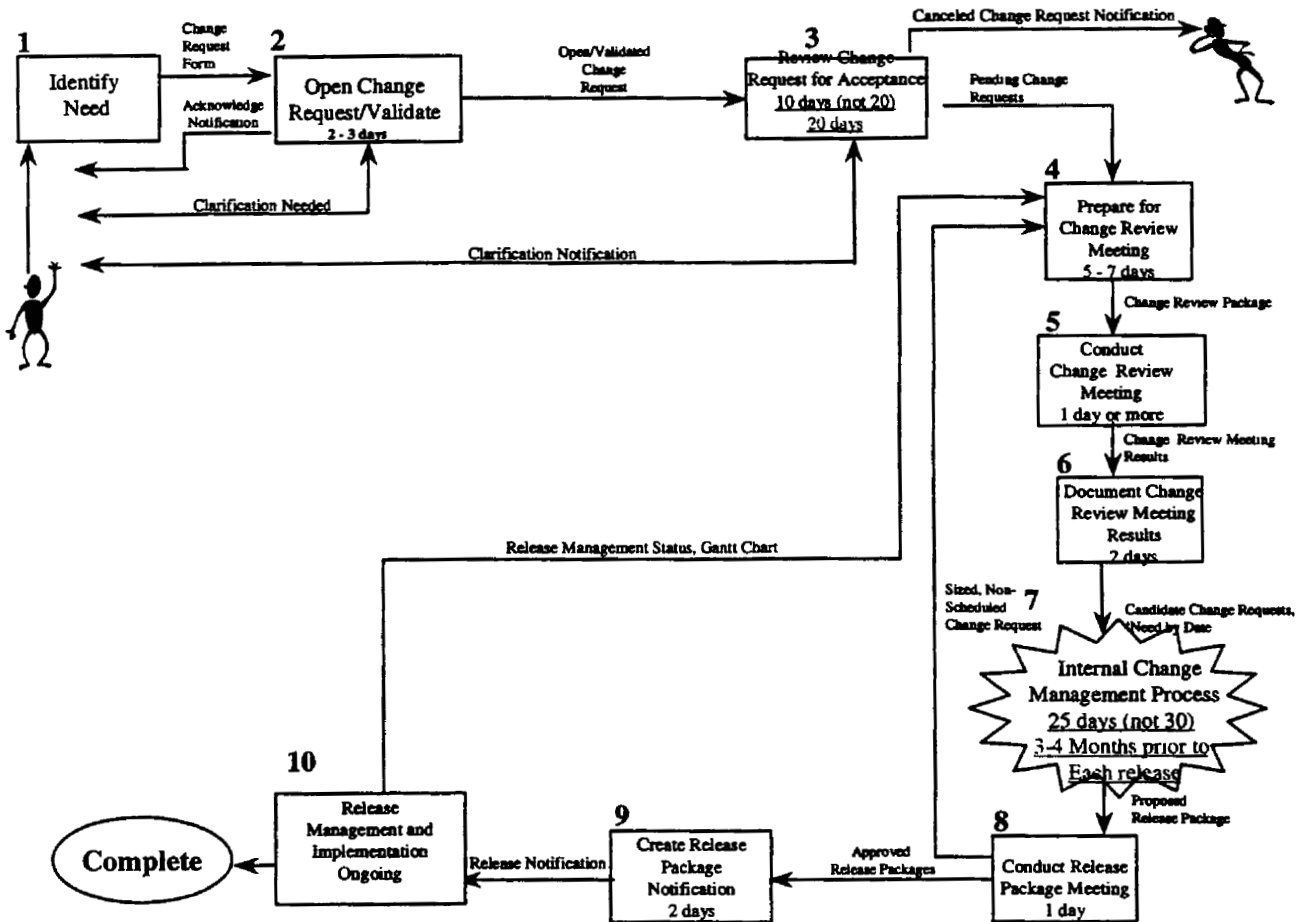 1
Identify
Need
Change
Request
Form
Acknowledge
Notification
2
Open Change
Request/Validate
2 - 3 days
Clarification Needed
Clarification Notification
Open/Validated
Change
Request
3
Review Change
Request for Acceptance
10 days (not 20)
20 days
Canceled Change Request Notification
Pending Change
Requests
4
Prepare for
Change Review
Meeting
5 - 7 days
Change Review Package
5
Conduct
Change Review
Meeting
1 day or more
Change Review Meeting
Results
6
Document Change
Review Meeting
Results
2 days
Release Management Status, Gantt Chart
Sized, Non-
Scheduled
Change Request
7
Candidate Change Requests,
'Need by Date
Internal Change
Management Process
25 days (not 30)
3-4 Months prior to
Each release
Proposed
Release Package
8
Conduct Release
Package Meeting
1 day
Approved
Release Packages
9
Create Release
Package
Notification
2 days
Release Notification
10
Release
Management and
Implementation
Ongoing
Complete